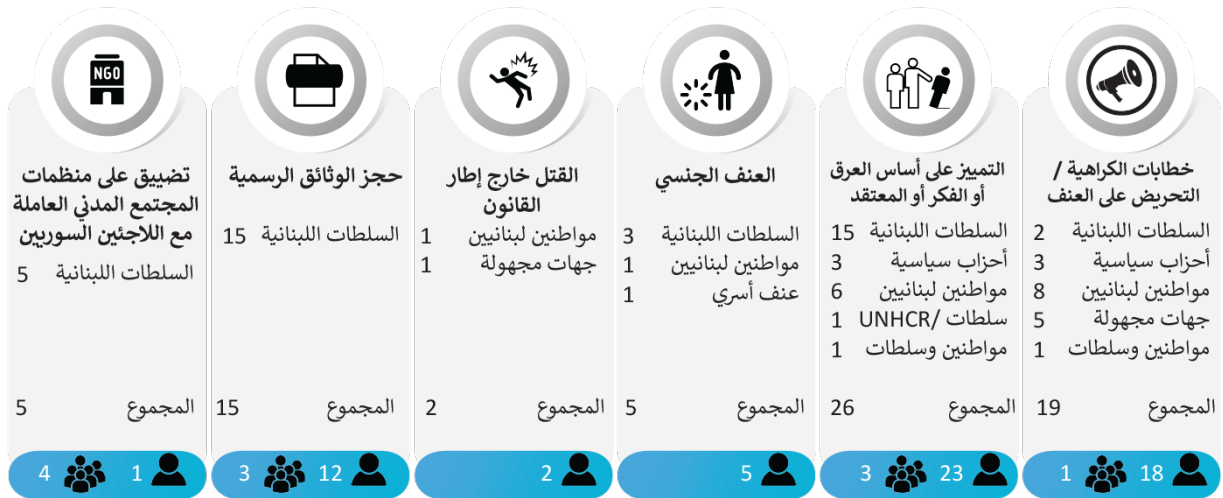 خطابات الكراهية /
التحريض على العنف
السلطات اللبنانية 2
أحزاب سياسية 3
مواطنين لبنانيين 8
جهات مجهولة 5
مواطنين وسلطات 1
المجموع 19
18 1
التمييز على أساس العرق
أو الفكر أو المعتقد
السلطات اللبنانية 15
أحزاب سياسية 3
مواطنين لبنانيين 6
سلطات /UNHCR 1
مواطنين وسلطات 1
المجموع 26
23 3
العنف الجنسي
السلطات اللبنانية 3
مواطنين لبنانيين 1
عنف أسري 1
المجموع 5
5
القتل خارج إطار
القانون
مواطنين لبنانيين 1
جهات مجهولة 1
المجموع 2
2
حجز الوثائق الرسمية
السلطات اللبنانية 15
المجموع 15
12 3
NGO
تضييق على منظمات
المجتمع المدني العاملة
مع اللاجئين السوريين
السلطات اللبنانية 5
المجموع 5
1 4